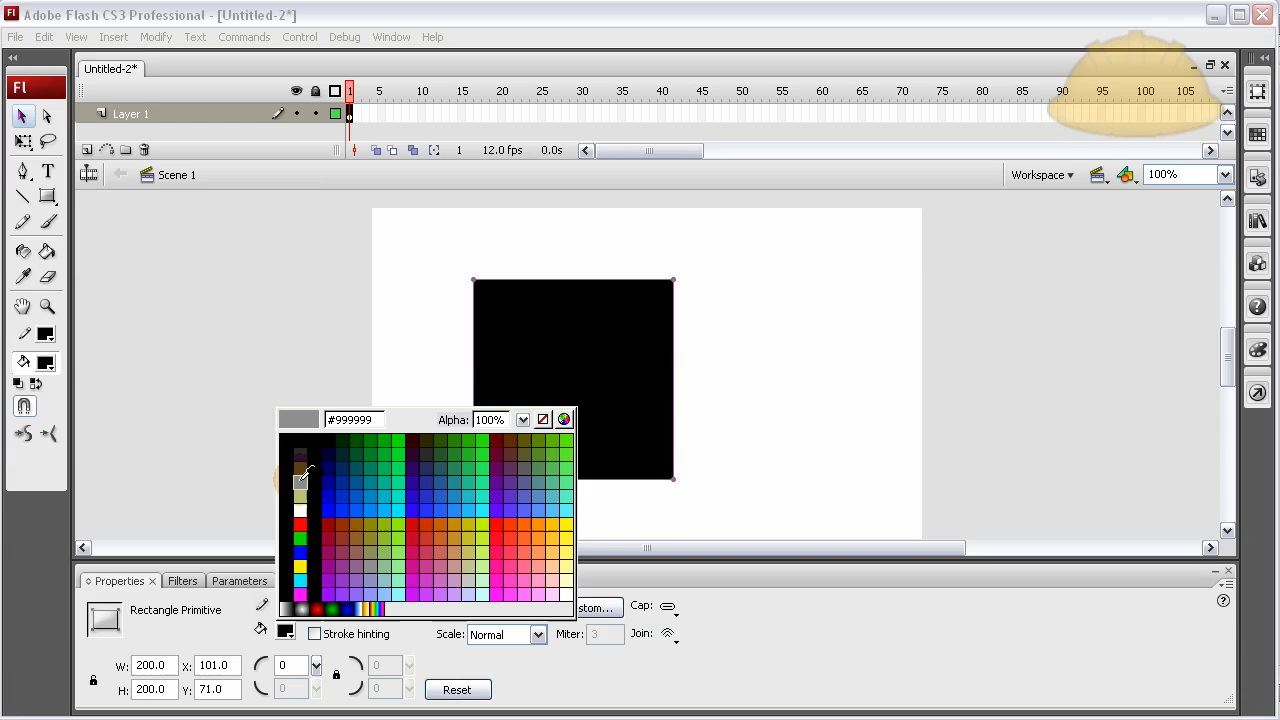 Fl Adobe Flash CS3 Professional - [Untitled-2*]
File Edit View Insert Modify Text Commands Control Debug Window Help
Fl
Untitled-2*
1 5 10 15 20 25 30 35 40 45 50 55 60 65 70 75 80 85 90 95 100 105
Layer 1
1 12.0 fps 0.0s
Scene 1 Workspace 100%
T
#999999 Alpha: 100%
Properties × Filters Parameters
Rectangle Primitive
stom... Cap:
Stroke hinting Scale: Normal Miter: 3 Join:
W: 200.0 X: 101.0 0 0
H: 200.0 Y: 71.0 0 0 Reset